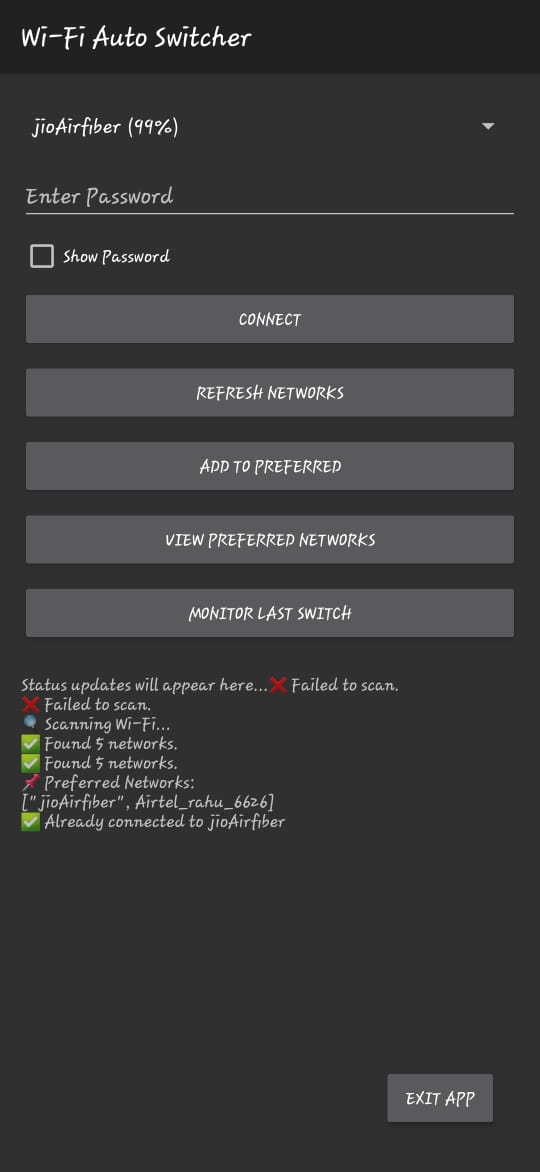 Wi-Fi Auto Switcher
jioAirfiber (99%)
Enter Password
Show Password
CONNECT
REFRESH NETWORKS
ADD TO PREFERRED
VIEW PREFERRED NETWORKS
MONITOR LAST SWITCH
Status updates will appear here...❌ Failed to scan.
❌ Failed to scan.
🔍 Scanning Wi-Fi...
✅ Found 5 networks.
✅ Found 5 networks.
📌 Preferred Networks:
["jioAirfiber", Airtel_rahu_6626]
✅ Already connected to jioAirfiber
EXIT APP